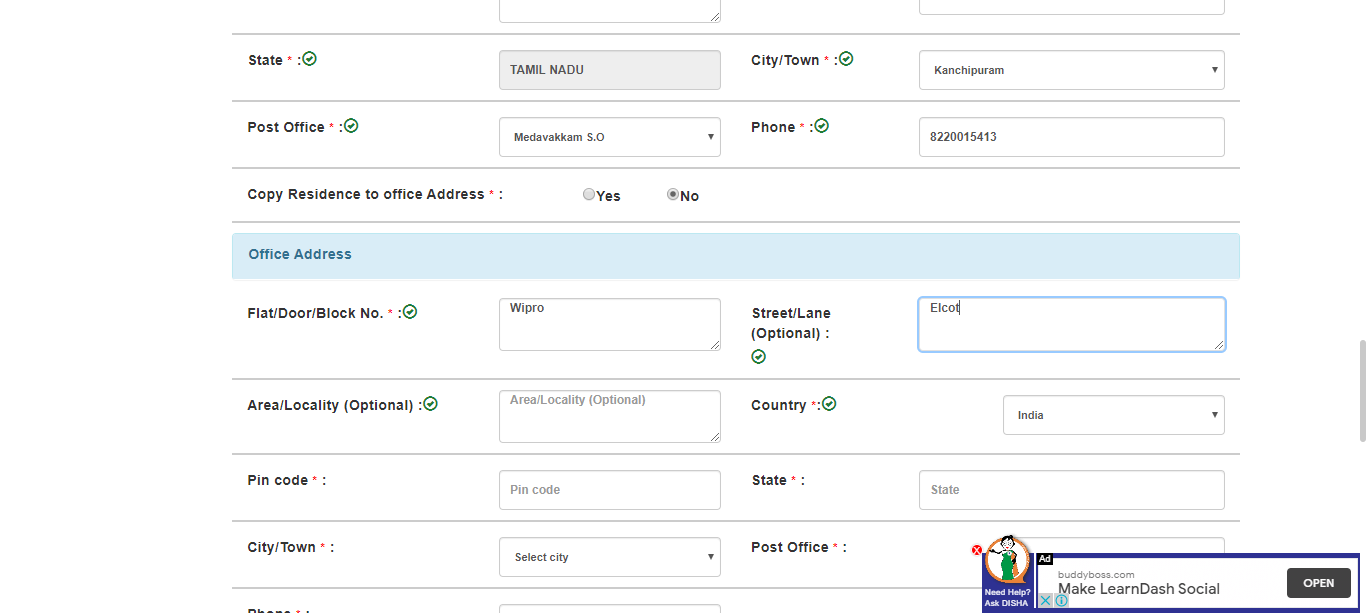 State * :
TAMIL NADU
City/Town * :
Kanchipuram
Post Office * :
Medavakkam S.O
Phone * :
8220015413
Copy Residence to office Address * :
Yes
No
Office Address
Flat/Door/Block No. * :
Wipro
Street/Lane
(Optional) :
Elcot
Area/Locality (Optional) :
Area/Locality (Optional)
Country *:
India
Pin code * :
Pin code
State * :
State
City/Town * :
Select city
Post Office * :
Phone * :
Need Help?
Ask DISHA
Ad
buddyboss.com
Make LearnDash Social
OPEN